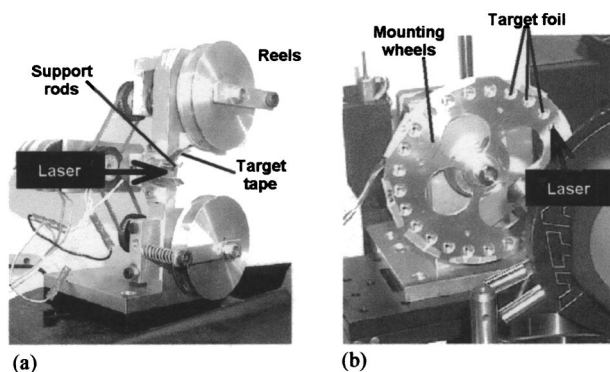 Reels
Support
rods
Laser
Target
tape
(a)
Target foil
Mounting
wheels
Laser
(b)